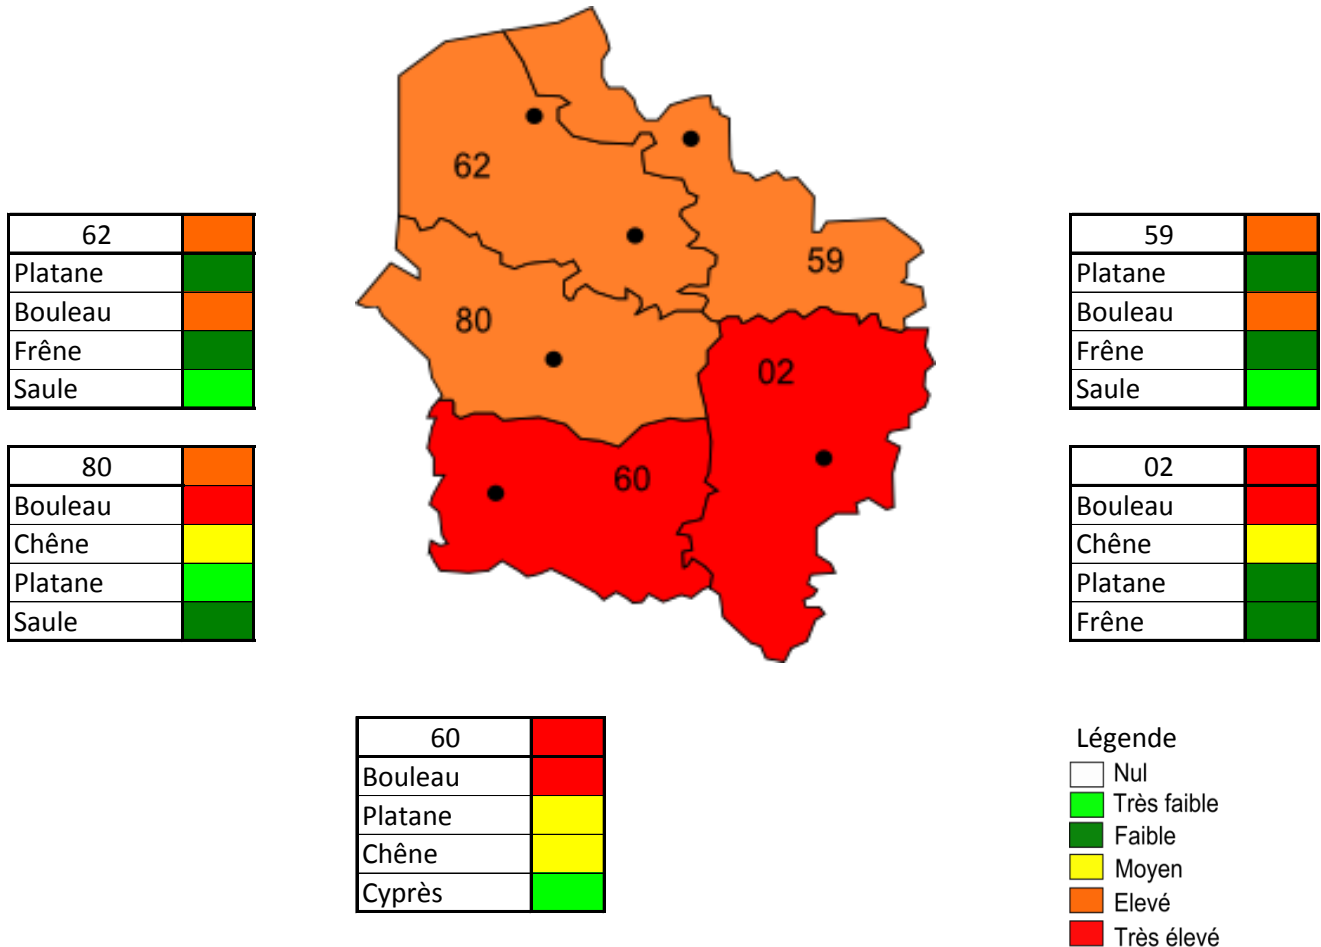 62
59
80
02
60
62
Platane
Bouleau
Frêne
Saule
59
Platane
Bouleau
Frêne
Saule
80
Bouleau
Chêne
Platane
Saule
02
Bouleau
Chêne
Platane
Frêne
60
Bouleau
Platane
Chêne
Cyprès
Légende
Nul
Très faible
Faible
Moyen
Elevé
Très élevé